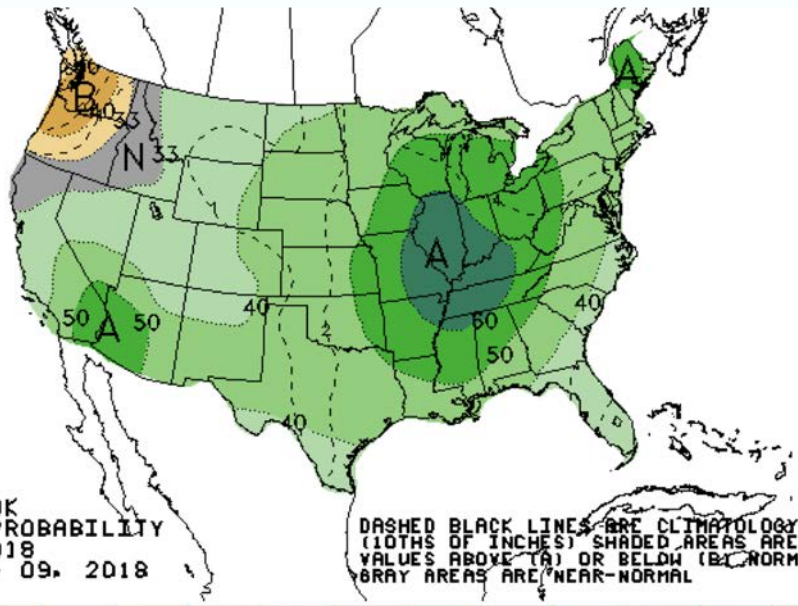 B
40
33
N 33
A
A
50 A 50
40
60
50
40
2
40
PROBABILITY
09, 2018
DASHED BLACK LINES ARE CLIMATOLOGY
(10THS OF INCHES) SHADED AREAS ARE
VALUES ABOVE (A) OR BELOW (B) NORM
GRAY AREAS ARE NEAR-NORMAL